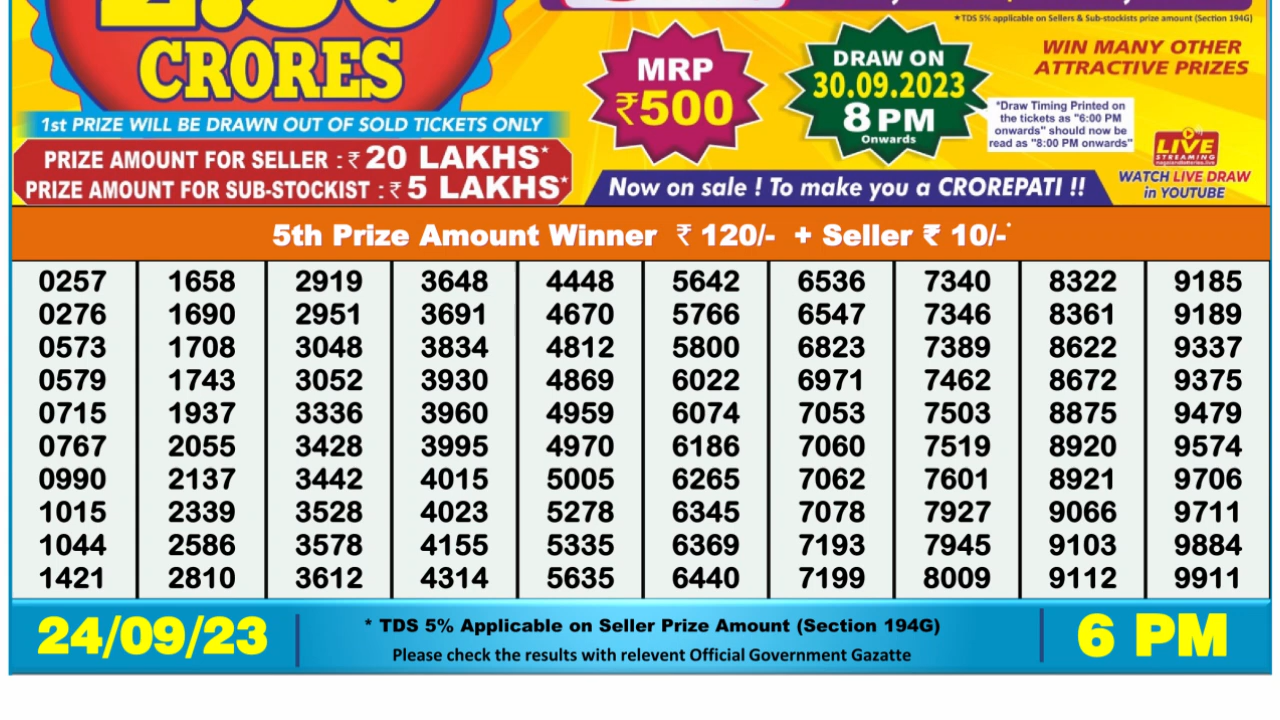 CRORES
1st PRIZE WILL BE DRAWN OUT OF SOLD TICKETS ONLY
PRIZE AMOUNT FOR SELLER : ₹ 20 LAKHS*
PRIZE AMOUNT FOR SUB-STOCKIST : ₹ 5 LAKHS*
★TDS 5% applicable on Sellers & Sub-stockists prize amount (Section 194G)
MRP
₹500
DRAW ON
30.09.2023
8 PM
Onwards
WIN MANY OTHER
ATTRACTIVE PRIZES
*Draw Timing Printed on
the tickets as "6:00 PM
onwards" should now be
read as "8:00 PM onwards"
LIVE
STREAMING
WATCH LIVE DRAW
in YOUTUBE
Now on sale ! To make you a CROREPATI !!
5th Prize Amount Winner ₹ 120/- + Seller ₹ 10/-*
0257 1658 2919 3648 4448 5642 6536 7340 8322 9185
0276 1690 2951 3691 4670 5766 6547 7346 8361 9189
0573 1708 3048 3834 4812 5800 6823 7389 8622 9337
0579 1743 3052 3930 4869 6022 6971 7462 8672 9375
0715 1937 3336 3960 4959 6074 7053 7503 8875 9479
0767 2055 3428 3995 4970 6186 7060 7519 8920 9574
0990 2137 3442 4015 5005 6265 7062 7601 8921 9706
1015 2339 3528 4023 5278 6345 7078 7927 9066 9711
1044 2586 3578 4155 5335 6369 7193 7945 9103 9884
1421 2810 3612 4314 5635 6440 7199 8009 9112 9911
24/09/23
* TDS 5% Applicable on Seller Prize Amount (Section 194G)
Please check the results with relevent Official Government Gazatte
6 PM